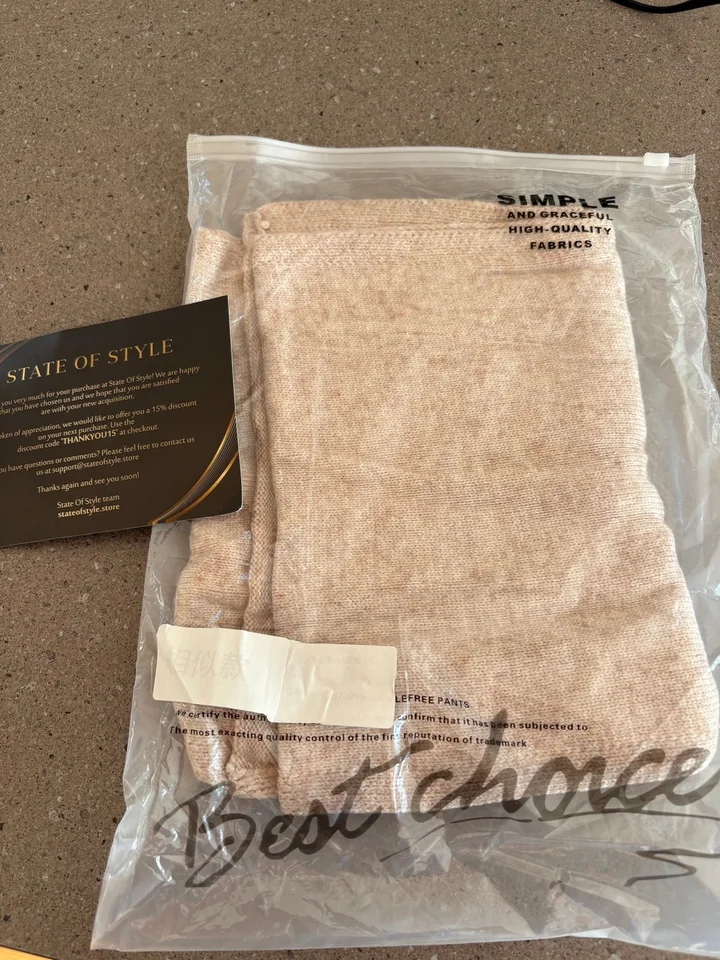 SIMPLE
AND GRACEFUL
HIGH-QUALITY
FABRICS
STATE OF STYLE
you very much for your purchase at State Of Style! We are happy
that you have chosen us and we hope that you are satisfied
are with your new acquisition.
oken of appreciation, we would like to offer you a 15% discount
on your next purchase. Use the
discount code "THANKYOU15" at checkout.
ou have questions or comments? Please feel free to contact us
us at support@stateofstyle.store
Thanks again and see you soon!
State Of Style team
stateofstyle.store
相似款
LEFREE PANTS
We certify the auth
onfirm that it has been subjected to
The most exacting quality control of the firs reputation of trademark
Best choice